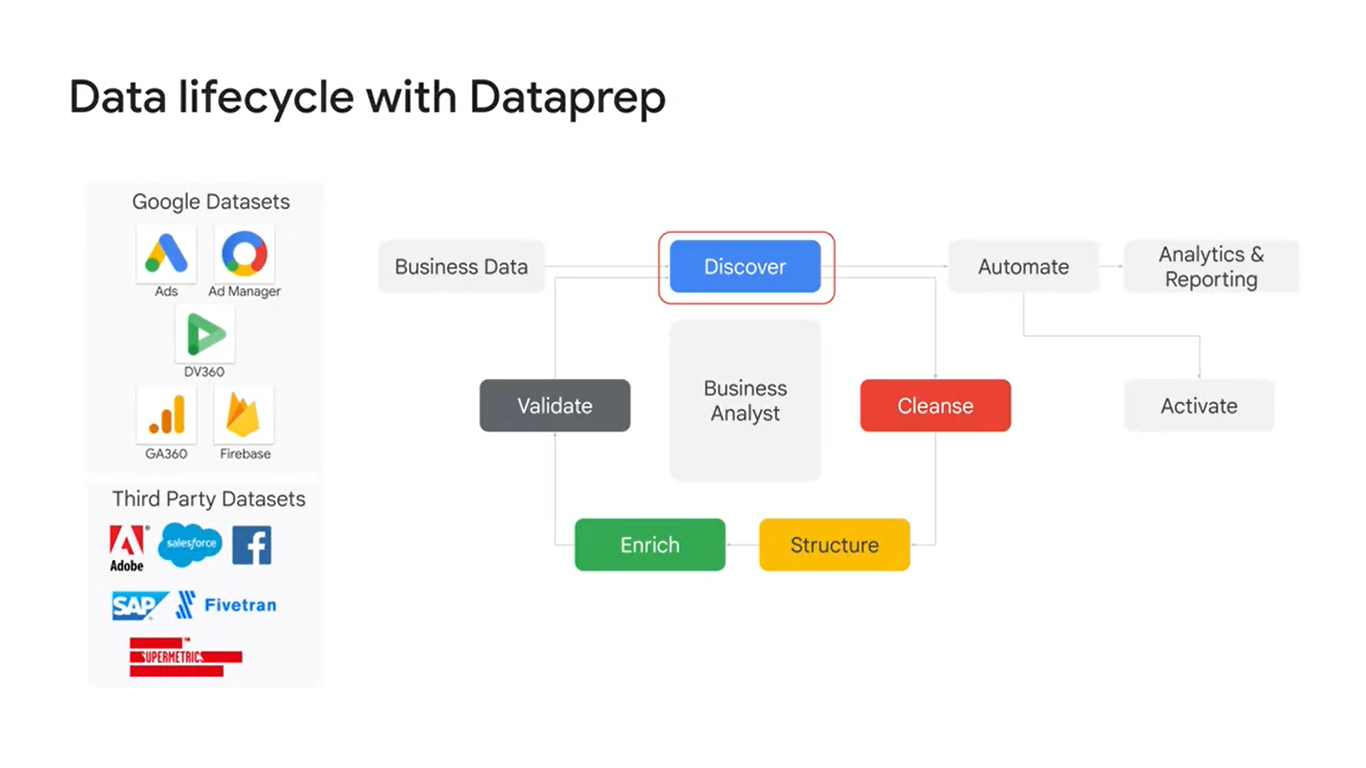 Data lifecycle with Dataprep
Google Datasets
Ads
Ad Manager
DV360
GA360
Firebase
Third Party Datasets
Adobe
salesforce
SAP
Fivetran
SUPERMETRICS
Business Data
Discover
Automate
Analytics &
Reporting
Validate
Business
Analyst
Cleanse
Activate
Enrich
Structure